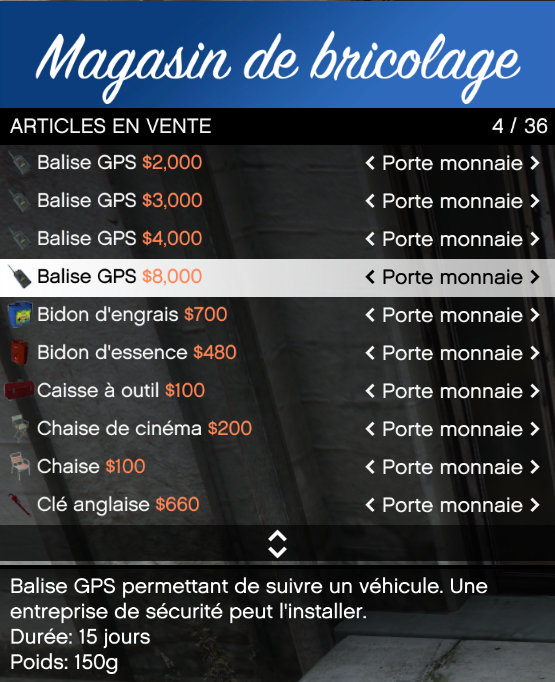 Magasin de bricolage
ARTICLES EN VENTE 4 / 36
Balise GPS $2,000 < Porte monnaie >
Balise GPS $3,000 < Porte monnaie >
Balise GPS $4,000 < Porte monnaie >
Balise GPS $8,000 < Porte monnaie >
Bidon d'engrais $700 < Porte monnaie >
Bidon d'essence $480 < Porte monnaie >
Caisse à outil $100 < Porte monnaie >
Chaise de cinéma $200 < Porte monnaie >
Chaise $100 < Porte monnaie >
Clé anglaise $660 < Porte monnaie >
Balise GPS permettant de suivre un véhicule. Une
entreprise de sécurité peut l'installer.
Durée: 15 jours
Poids: 150g